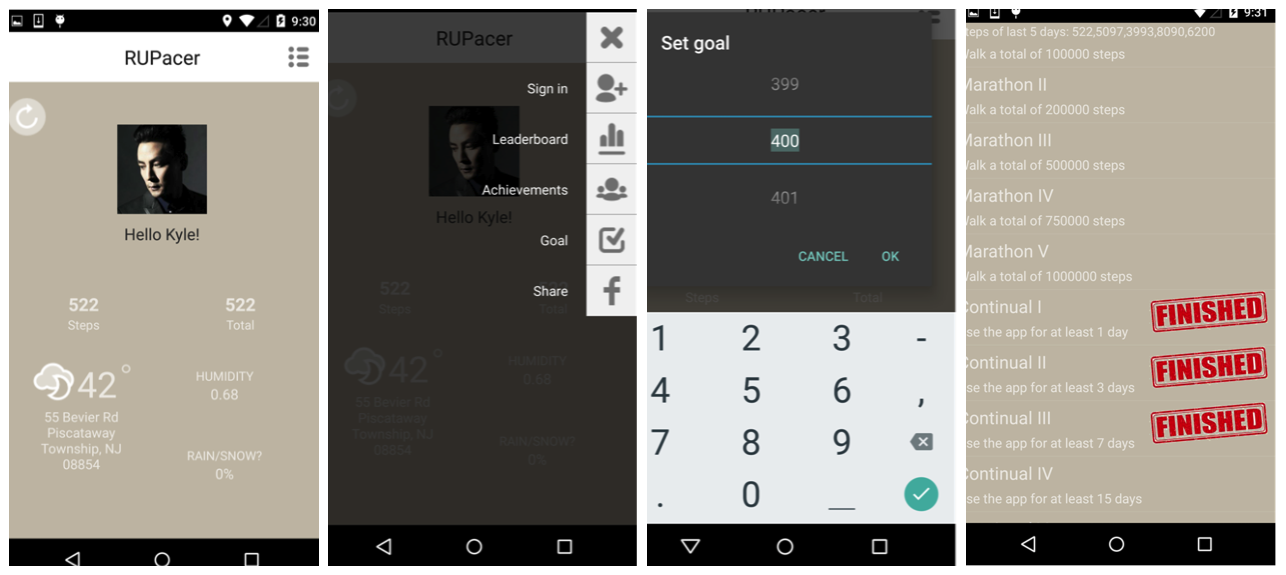 9:30
RUPacer
Hello Kyle!
522
Steps
522
Total
42°
55 Bevier Rd
Piscataway
Township, NJ
08854
HUMIDITY
0.68
RAIN/SNOW?
0%
RUPacer
Sign in
Leaderboard
Achievements
Hello Kyle!
Goal
Share
522
Steps
Total
42°
55 Bevier Rd
Piscataway
Township, NJ
08854
HUMIDITY
0.68
RAIN/SNOW?
0%
Set goal
399
400
401
CANCEL OK
Steps Total
1 2 3 -
4 5 6 ,
7 8 9
. 0 _
9:31
teps of last 5 days: 522,5097,3993,8090,6200
alk a total of 100000 steps
Marathon II
Walk a total of 200000 steps
Marathon III
Walk a total of 500000 steps
Marathon IV
Walk a total of 750000 steps
Marathon V
Walk a total of 1000000 steps
Continual I
se the app for at least 1 day
FINISHED
Continual II
se the app for at least 3 days
FINISHED
Continual III
se the app for at least 7 days
FINISHED
Continual IV
se the app for at least 15 days